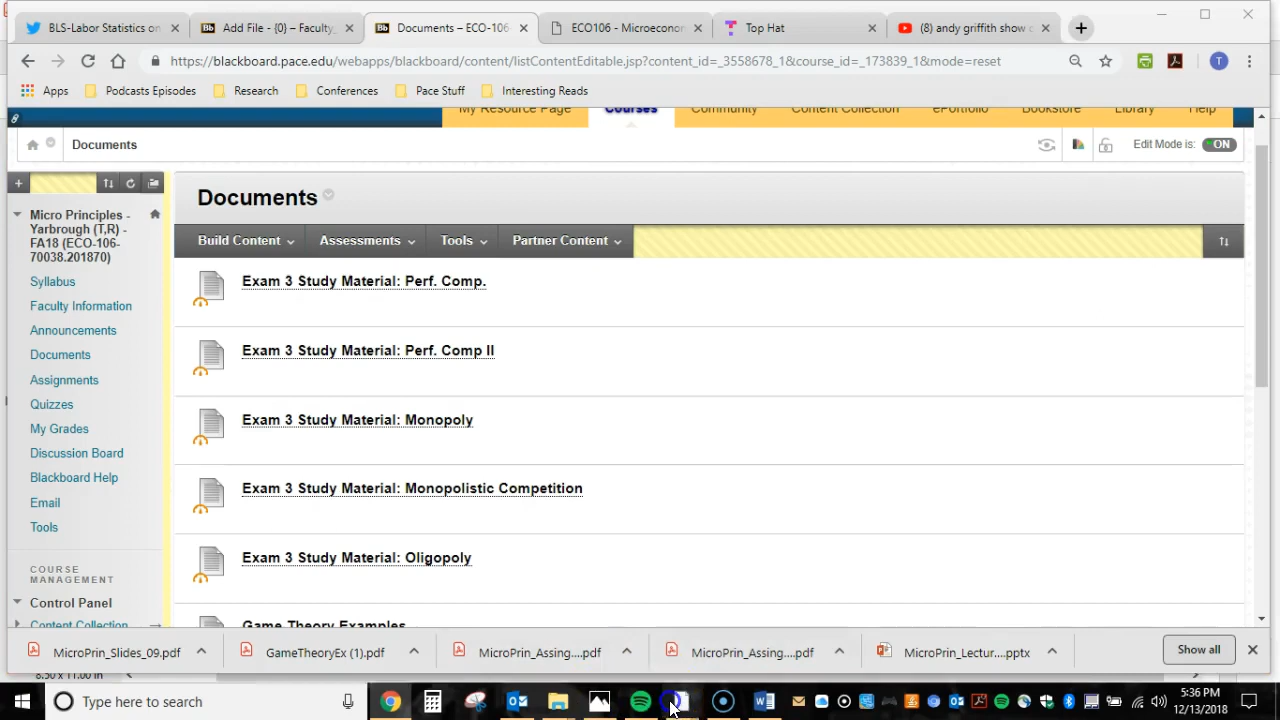 BLS-Labor Statistics on
Add File - {0} – Faculty_
Documents – ECO-106
ECO106 - Microeconom
Top Hat
(8) andy griffith show c
https://blackboard.pace.edu/webapps/blackboard/content/listContentEditable.jsp?content_id=_3558678_1&course_id=_173839_1&mode=reset
T
Apps
Podcasts Episodes
Research
Conferences
Pace Stuff
Interesting Reads
My Resource Page
Courses
Community
Content Collection
ePortfolio
Bookstore
Library
Help
Documents
Edit Mode is:
ON
Micro Principles -
Yarbrough (T,R) -
FA18 (ECO-106-
70038.201870)
Syllabus
Faculty Information
Announcements
Documents
Assignments
Quizzes
My Grades
Discussion Board
Blackboard Help
Email
Tools
COURSE
MANAGEMENT
Control Panel
Content Collection
Documents
Build Content
Assessments
Tools
Partner Content
Exam 3 Study Material: Perf. Comp.
Exam 3 Study Material: Perf. Comp II
Exam 3 Study Material: Monopoly
Exam 3 Study Material: Monopolistic Competition
Exam 3 Study Material: Oligopoly
Game Theory Examples
MicroPrin_Slides_09.pdf
GameTheoryEx (1).pdf
MicroPrin_Assing....pdf
MicroPrin_Assing....pdf
MicroPrin_Lectur....pptx
Show all
8.50 x 11.00 in
Type here to search
5:36 PM
12/13/2018